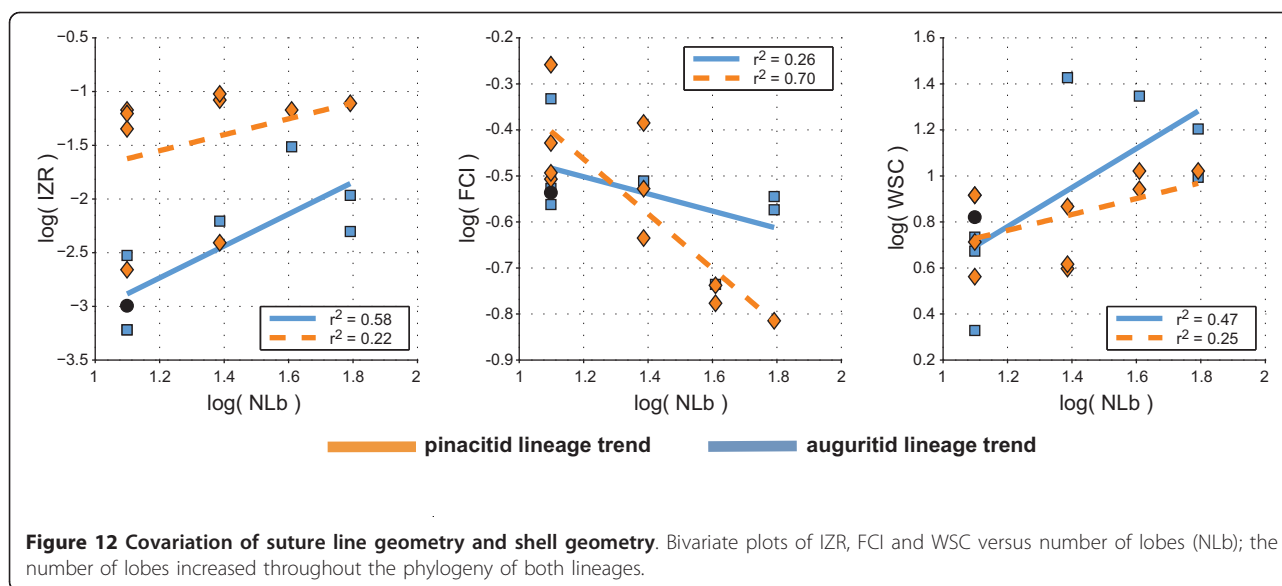 -0.5
-1
-1.5
-2
-2.5
-3
-3.5
log( IZR)
1
1.2
1.4
1.6
1.8
2
log( NLb)
r2 = 0.58
r2 = 0.22
-0.2
-0.3
-0.4
-0.5
-0.6
-0.7
-0.8
-0.9
log( FCI)
1
1.2
1.4
1.6
1.8
2
log( NLb)
r2 = 0.26
r2 = 0.70
1.6
1.4
1.2
1
0.8
0.6
0.4
0.2
log( WSC)
1
1.2
1.4
1.6
1.8
2
log( NLb)
r2 = 0.47
r2 = 0.25
pinacitid lineage trend auguritid lineage trend
Figure 12 Covariation of suture line geometry and shell geometry. Bivariate plots of IZR, FCI and WSC versus number of lobes (NLb); the
number of lobes increased throughout the phylogeny of both lineages.